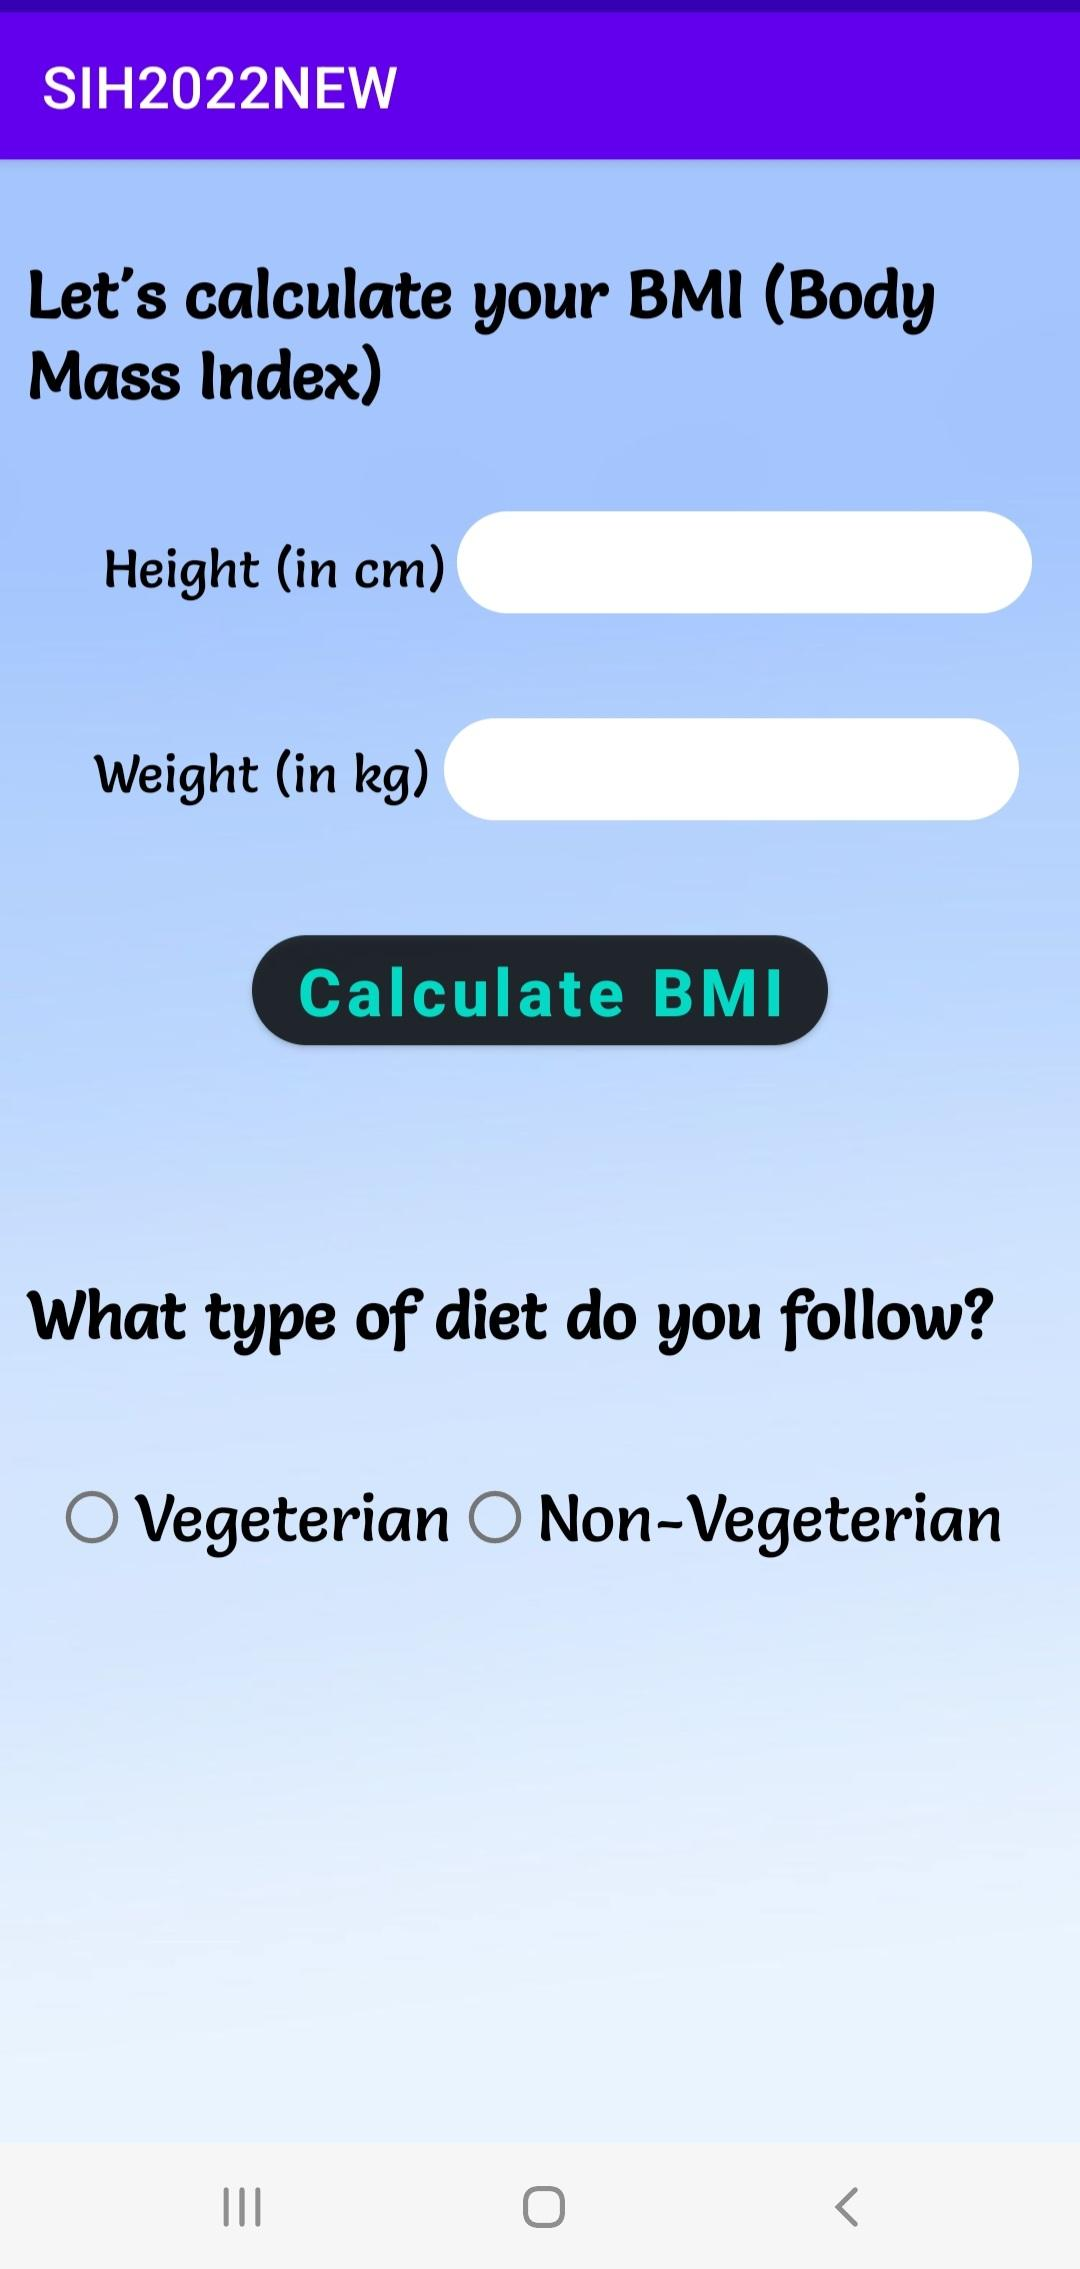 SIH2022NEW
Let's calculate your BMI (Body
Mass Index)
Height (in cm)
Weight (in kg)
Calculate BMI
What type of diet do you follow?
Vegeterian Non-Vegeterian